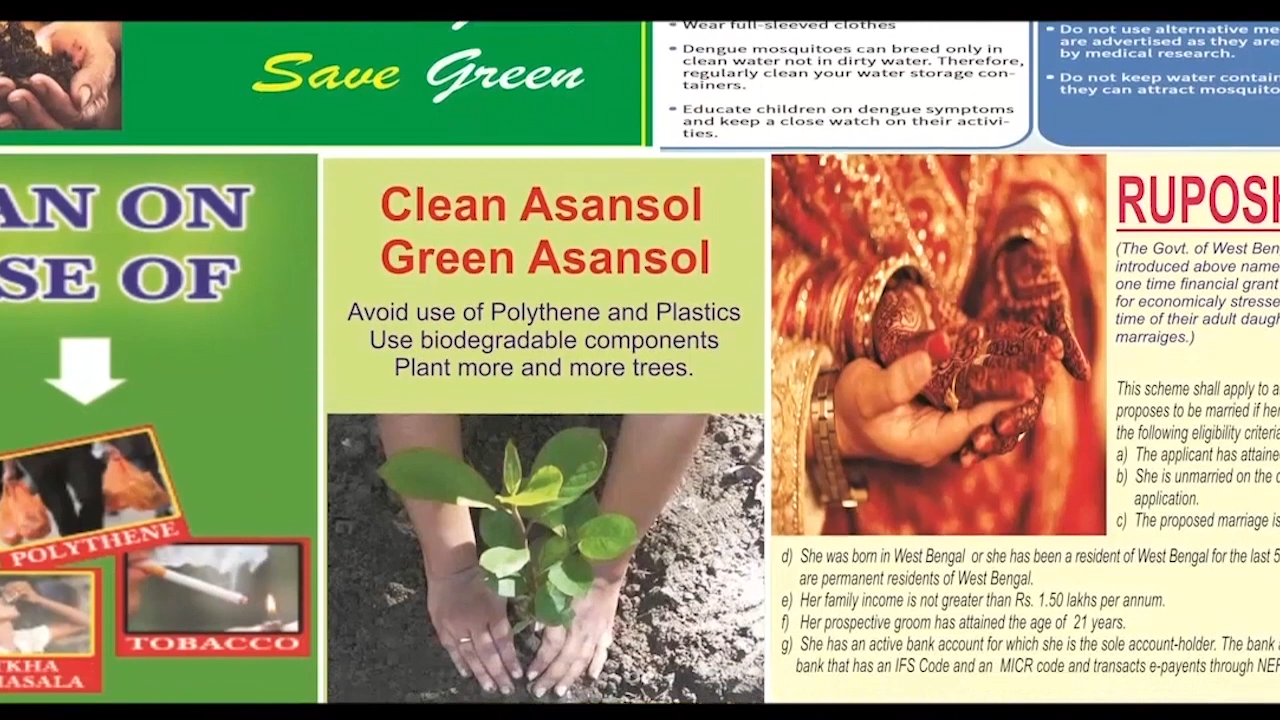 Save Green
• Wear full-sleeved clothes
• Dengue mosquitoes can breed only in
clean water not in dirty water. Therefore,
regularly clean your water storage con-
tainers.
• Educate children on dengue symptoms
and keep a close watch on their activi-
ties.
• Do not use alternative me
are advertised as they are
by medical research.
• Do not keep water contain
they can attract mosquito
AN ON
SE OF
POLYTHENE
TOBACCO
TKHA
MASALA
Clean Asansol
Green Asansol
Avoid use of Polythene and Plastics
Use biodegradable components
Plant more and more trees.
RUPOSH
(The Govt. of West Ben
introduced above name
one time financial grant
for economicaly stresse
time of their adult daugh
marraiges.)
This scheme shall apply to a
proposes to be married if her
the following eligibility criteria
a) The applicant has attaine
b) She is unmarried on the d
application.
c) The proposed marriage is
d) She was born in West Bengal or she has been a resident of West Bengal for the last 5
are permanent residents of West Bengal.
e) Her family income is not greater than Rs. 1.50 lakhs per annum.
f) Her prospective groom has attained the age of 21 years.
g) She has an active bank account for which she is the sole account-holder. The bank a
bank that has an IFS Code and an MICR code and transacts e-payents through NEF